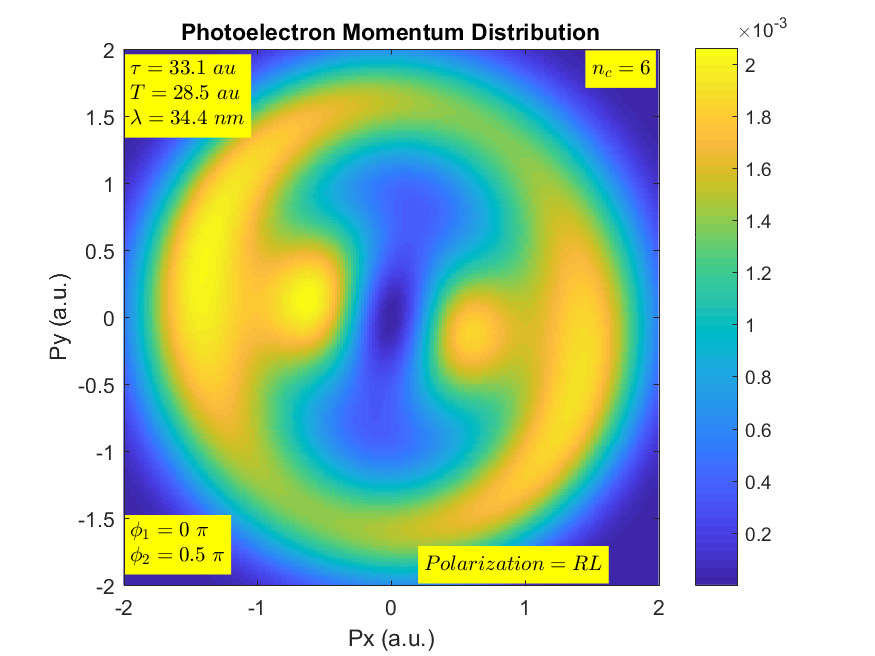 Photoelectron Momentum Distribution
×10⁻³
τ = 33.1 au
T = 28.5 au
λ = 34.4 nm
n_c = 6
2
1.5
1
0.5
0
-0.5
-1
-1.5
-2
Py (a.u.)
ϕ₁ = 0 π
ϕ₂ = 0.5 π
Polarization = RL
-2 -1 0 1 2
Px (a.u.)
2
1.8
1.6
1.4
1.2
1
0.8
0.6
0.4
0.2